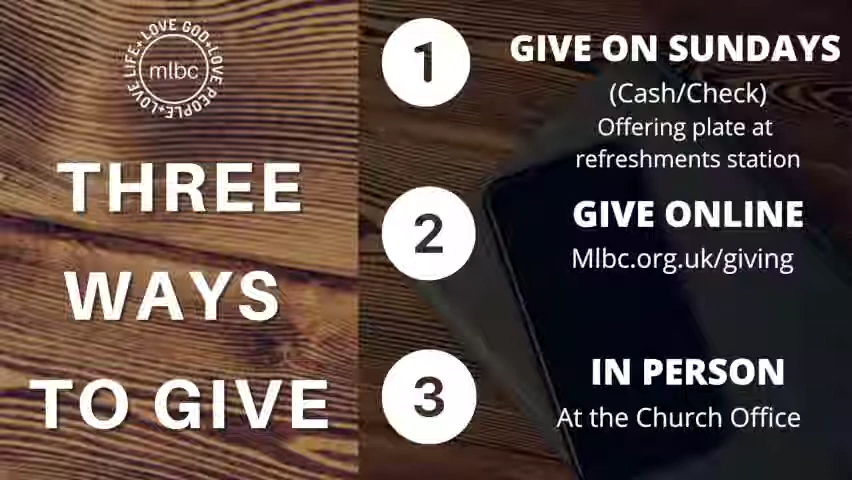 LOVE GOD+LOVE PEOPLE+LOVE LIFE+
mlbc
THREE
WAYS
TO GIVE
1
GIVE ON SUNDAYS
(Cash/Check)
Offering plate at
refreshments station
2
GIVE ONLINE
Mlbc.org.uk/giving
3
IN PERSON
At the Church Office